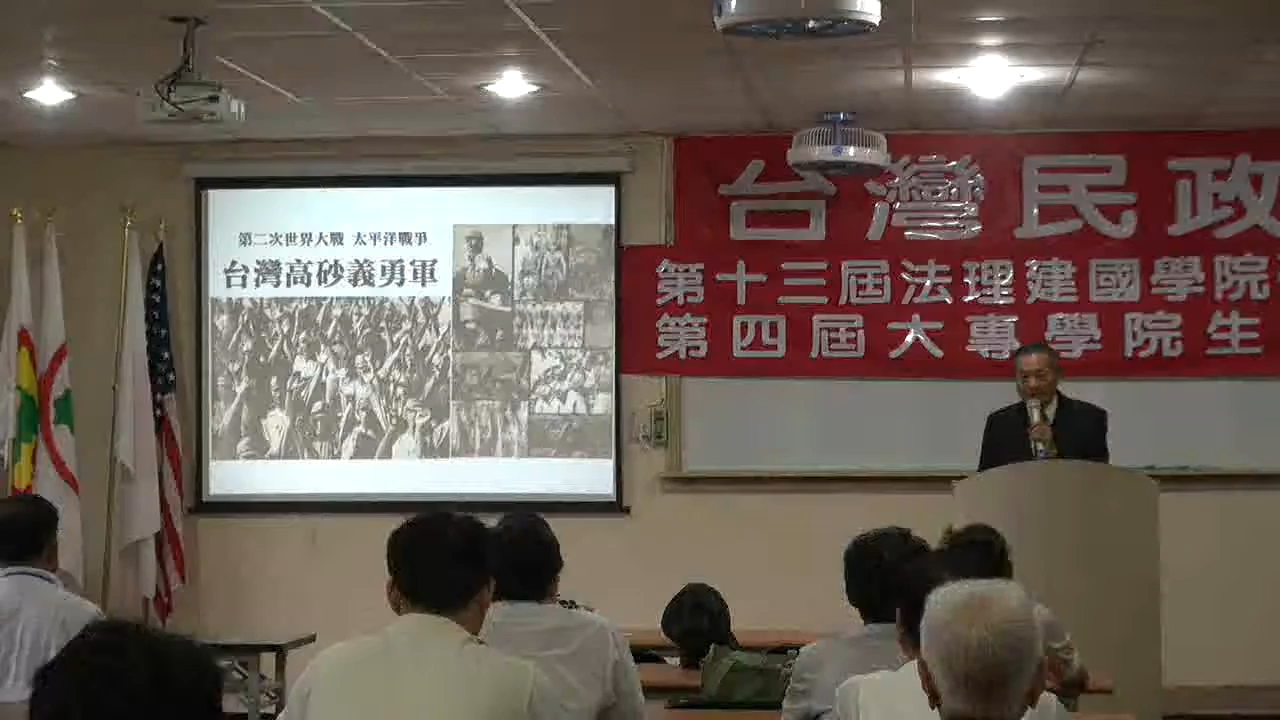 第二次世界大戰 太平洋戰爭
台灣高砂義勇軍
台灣民政
第十三屆法理建國學院
第四屆大專學院生